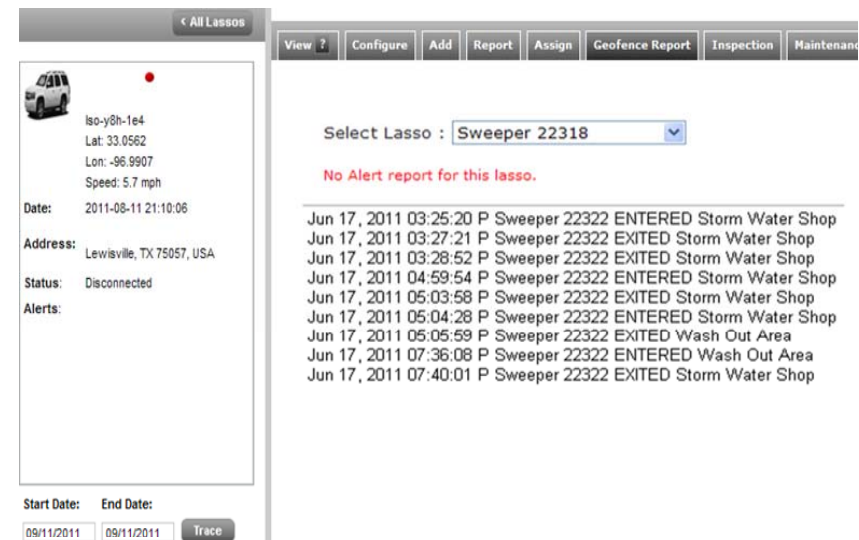 < All Lassos
lso-y8h-1e4
Lat: 33.0562
Lon: -96.9907
Speed: 5.7 mph
Date: 2011-08-11 21:10:06
Address: Lewisville, TX 75057, USA
Status: Disconnected
Alerts:
Start Date: End Date:
09/11/2011 09/11/2011 Trace
View ? Configure Add Report Assign Geofence Report Inspection Maintenanc
Select Lasso : Sweeper 22318
No Alert report for this lasso.
Jun 17, 2011 03:25:20 P Sweeper 22322 ENTERED Storm Water Shop
Jun 17, 2011 03:27:21 P Sweeper 22322 EXITED Storm Water Shop
Jun 17, 2011 03:28:52 P Sweeper 22322 EXITED Storm Water Shop
Jun 17, 2011 04:59:54 P Sweeper 22322 ENTERED Storm Water Shop
Jun 17, 2011 05:03:58 P Sweeper 22322 EXITED Storm Water Shop
Jun 17, 2011 05:04:28 P Sweeper 22322 ENTERED Storm Water Shop
Jun 17, 2011 05:05:59 P Sweeper 22322 EXITED Wash Out Area
Jun 17, 2011 07:36:08 P Sweeper 22322 ENTERED Wash Out Area
Jun 17, 2011 07:40:01 P Sweeper 22322 EXITED Storm Water Shop